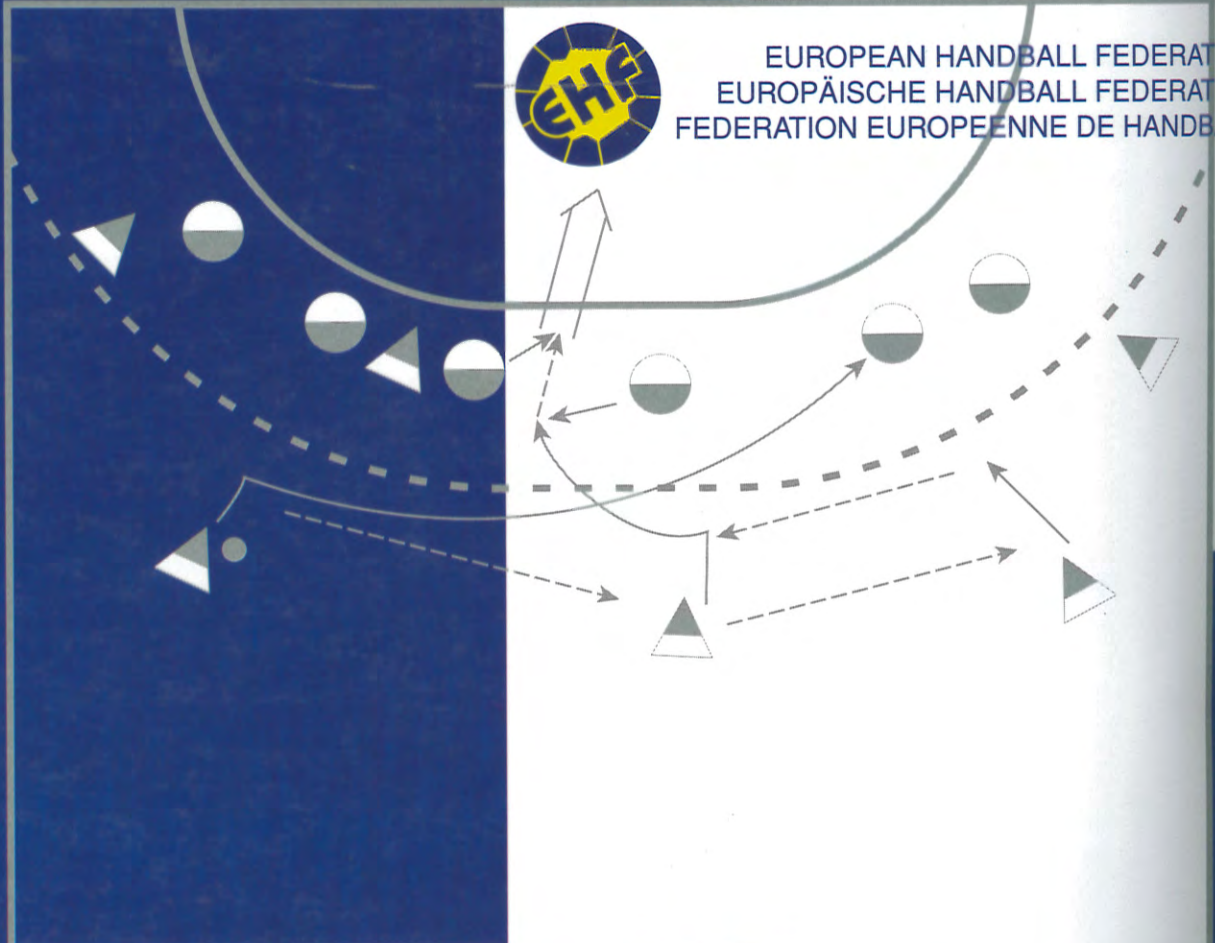 EHF
EUROPEAN HANDBALL FEDERAT
EUROPÄISCHE HANDBALL FEDERAT
FEDERATION EUROPEENNE DE HANDB